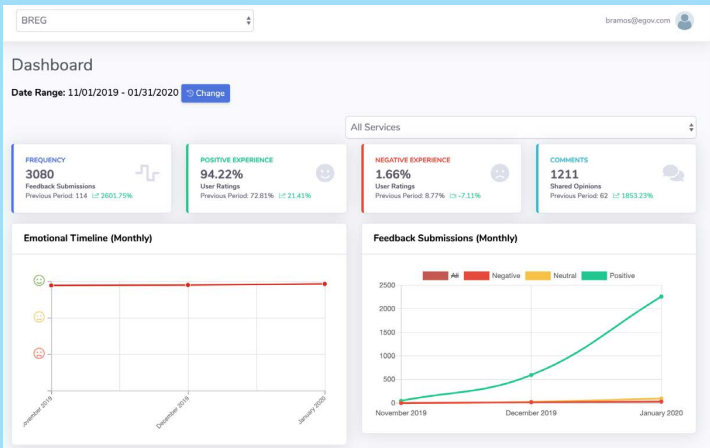 BREG
bramos@egov.com
Dashboard
Date Range: 11/01/2019 - 01/31/2020 Change
All Services
FREQUENCY
3080
Feedback Submissions
Previous Period: 114 2601.75%
POSITIVE EXPERIENCE
94.22%
User Ratings
Previous Period: 72.81% 21.41%
NEGATIVE EXPERIENCE
1.66%
User Ratings
Previous Period: 8.77% -7.11%
COMMENTS
1211
Shared Opinions
Previous Period: 62 1853.23%
Emotional Timeline (Monthly)
November 2019
December 2019
January 2020
Feedback Submissions (Monthly)
All Negative Neutral Positive
2500
2000
1500
1000
500
0
November 2019 December 2019 January 2020